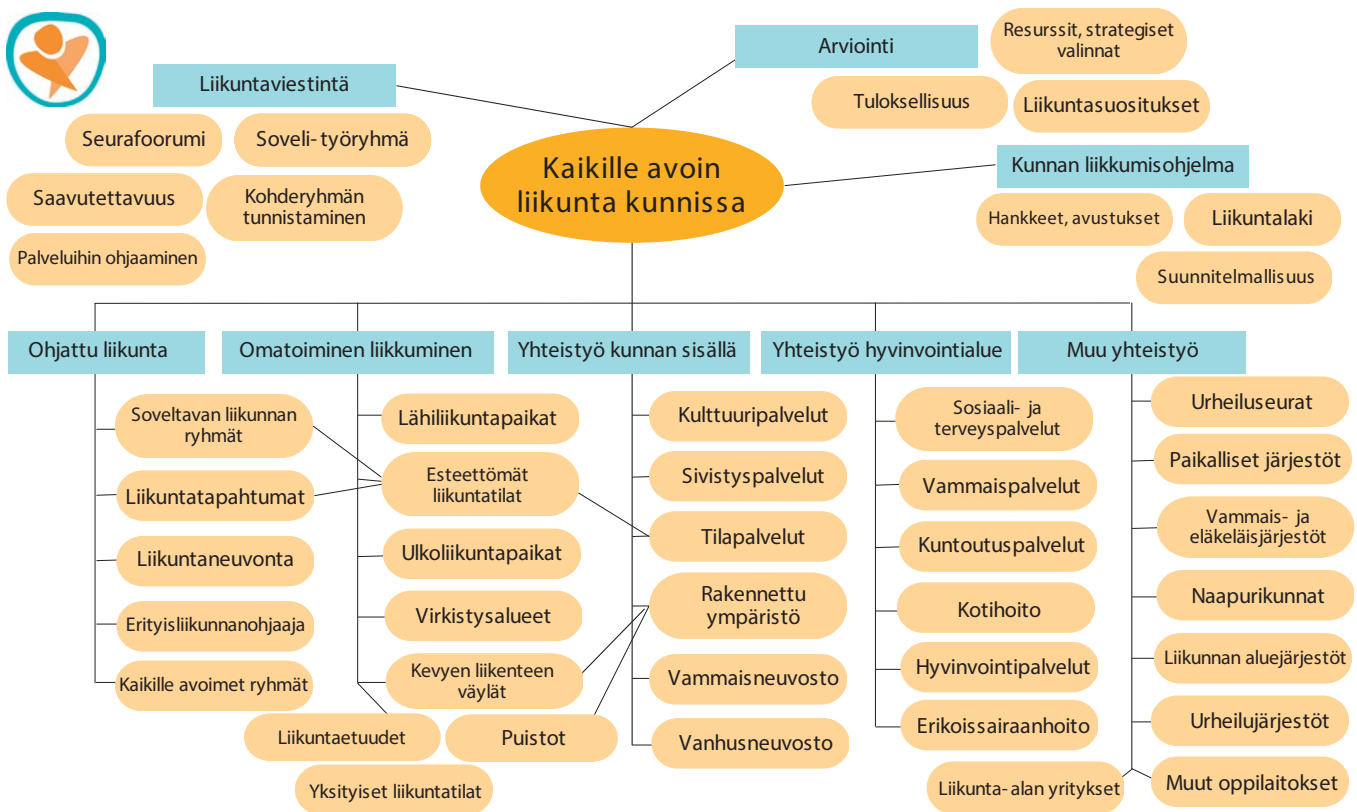 Liikuntaviestintä
Seurafoorumi
Soveli-työryhmä
Saavutettavuus
Kohderyhmän
tunnistaminen
Palveluihin ohjaaminen
Arviointi
Resurssit, strategiset
valinnat
Tuloksellisuus
Liikuntasuositukset
Kaikille avoin
liikunta kunnissa
Kunnan liikkumisohjelma
Hankkeet, avustukset
Liikuntalaki
Suunnitelmallisuus
Ohjattu liikunta
Soveltavan liikunnan
ryhmät
Liikuntatapahtumat
Liikuntaneuvonta
Erityisliikunnanohjaaja
Kaikille avoimet ryhmät
Omatoiminen liikkuminen
Lähiliikuntapaikat
Esteettömät
liikuntatilat
Ulkoliikuntapaikat
Virkistysalueet
Kevyen liikenteen
väylät
Liikuntaetuudet
Puistot
Yksityiset liikuntatilat
Yhteistyö kunnan sisällä
Kulttuuripalvelut
Sivistyspalvelut
Tilapalvelut
Rakennettu
ympäristö
Vammaisneuvosto
Vanhusneuvosto
Yhteistyö hyvinvointialue
Sosiaali- ja
terveyspalvelut
Vammaispalvelut
Kuntoutuspalvelut
Kotihoito
Hyvinvointipalvelut
Erikoissairaanhoito
Muu yhteistyö
Urheiluseurat
Paikalliset järjestöt
Vammais- ja
eläkeläisjärjestöt
Naapurikunnat
Liikunnan aluejärjestöt
Urheilujärjestöt
Liikunta-alan yritykset
Muut oppilaitokset